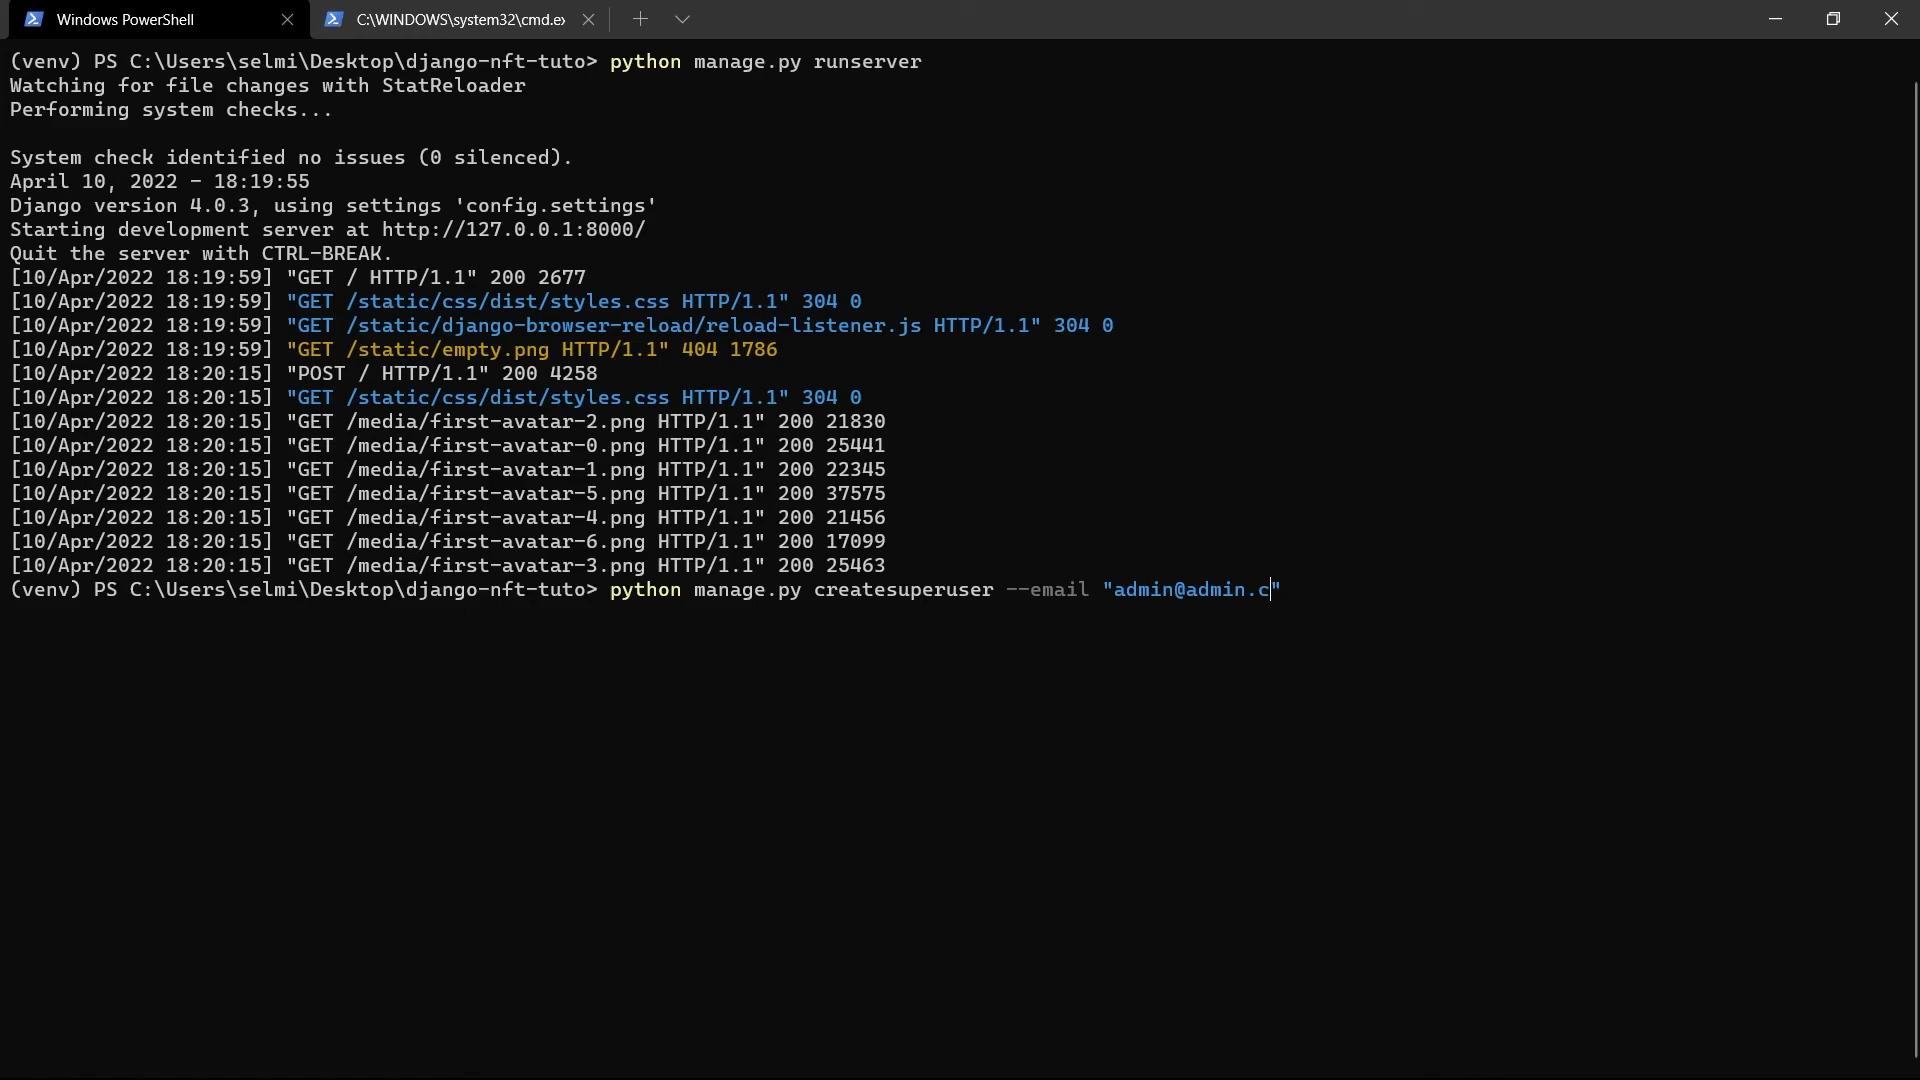 Windows PowerShell
C:\WINDOWS\system32\cmd.ex
(venv) PS C:\Users\selmi\Desktop\django-nft-tuto> python manage.py runserver
Watching for file changes with StatReloader
Performing system checks...
System check identified no issues (0 silenced).
April 10, 2022 - 18:19:55
Django version 4.0.3, using settings 'config.settings'
Starting development server at http://127.0.0.1:8000/
Quit the server with CTRL-BREAK.
[10/Apr/2022 18:19:59] "GET / HTTP/1.1" 200 2677
[10/Apr/2022 18:19:59] "GET /static/css/dist/styles.css HTTP/1.1" 304 0
[10/Apr/2022 18:19:59] "GET /static/django-browser-reload/reload-listener.js HTTP/1.1" 304 0
[10/Apr/2022 18:19:59] "GET /static/empty.png HTTP/1.1" 404 1786
[10/Apr/2022 18:20:15] "POST / HTTP/1.1" 200 4258
[10/Apr/2022 18:20:15] "GET /static/css/dist/styles.css HTTP/1.1" 304 0
[10/Apr/2022 18:20:15] "GET /media/first-avatar-2.png HTTP/1.1" 200 21830
[10/Apr/2022 18:20:15] "GET /media/first-avatar-0.png HTTP/1.1" 200 25441
[10/Apr/2022 18:20:15] "GET /media/first-avatar-1.png HTTP/1.1" 200 22345
[10/Apr/2022 18:20:15] "GET /media/first-avatar-5.png HTTP/1.1" 200 37575
[10/Apr/2022 18:20:15] "GET /media/first-avatar-4.png HTTP/1.1" 200 21456
[10/Apr/2022 18:20:15] "GET /media/first-avatar-6.png HTTP/1.1" 200 17099
[10/Apr/2022 18:20:15] "GET /media/first-avatar-3.png HTTP/1.1" 200 25463
(venv) PS C:\Users\selmi\Desktop\django-nft-tuto> python manage.py createsuperuser --email "admin@admin.c"